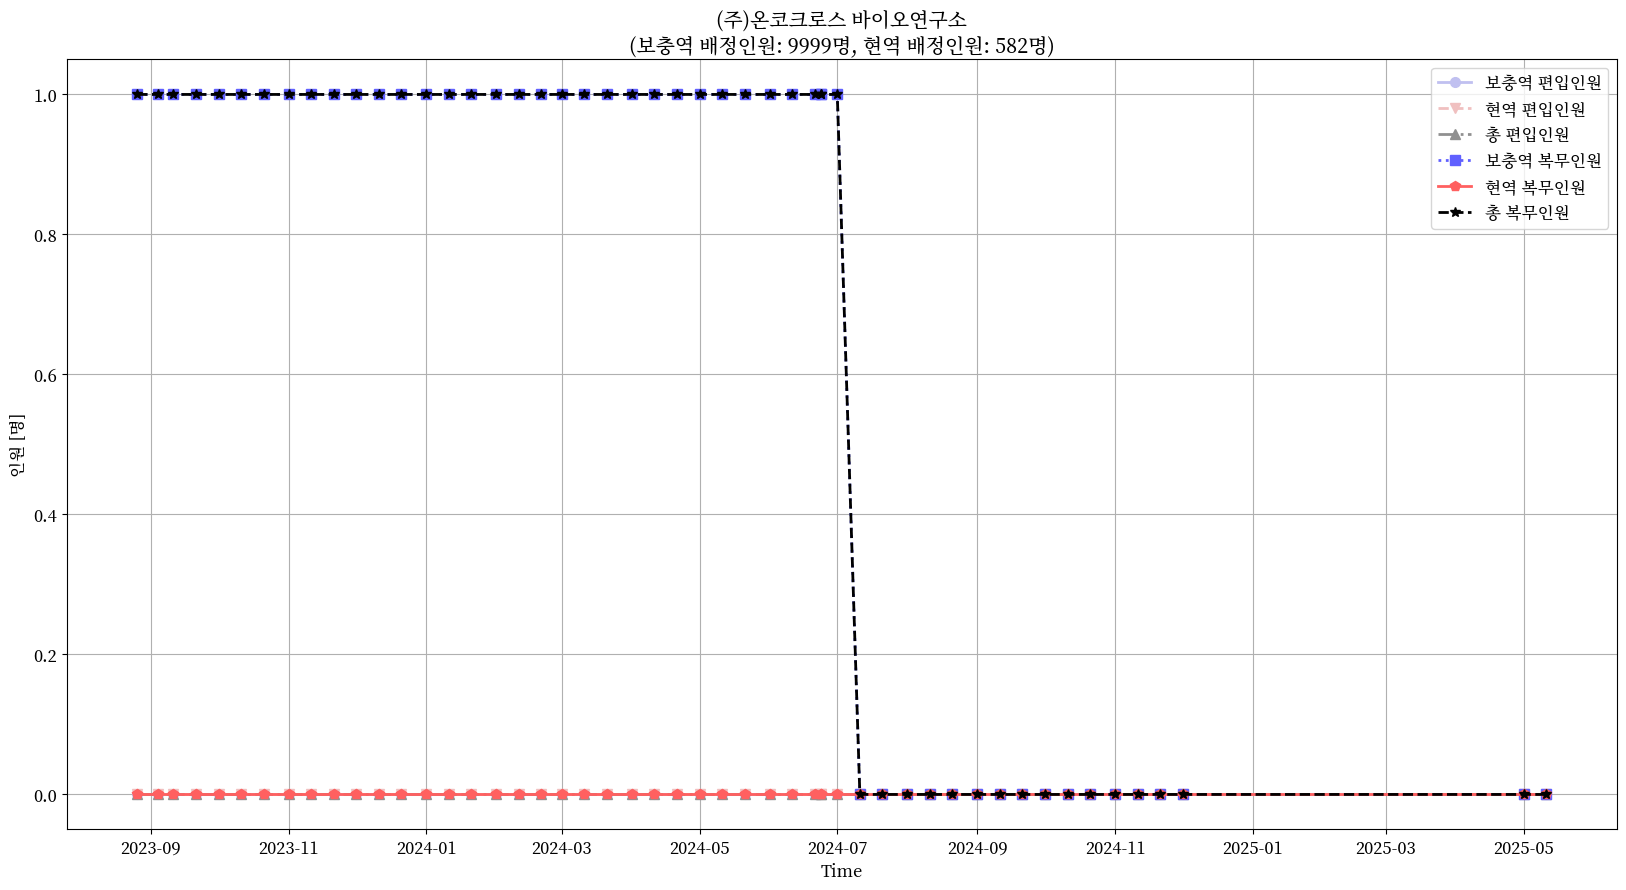 (주)온코크로스 바이오연구소
(보충역 배정인원: 9999명, 현역 배정인원: 582명)
보충역 편입인원
현역 편입인원
총 편입인원
보충역 복무인원
현역 복무인원
총 복무인원
1.0
0.8
0.6
0.4
0.2
0.0
인원 [명]
2023-09 2023-11 2024-01 2024-03 2024-05 2024-07 2024-09 2024-11 2025-01 2025-03 2025-05
Time